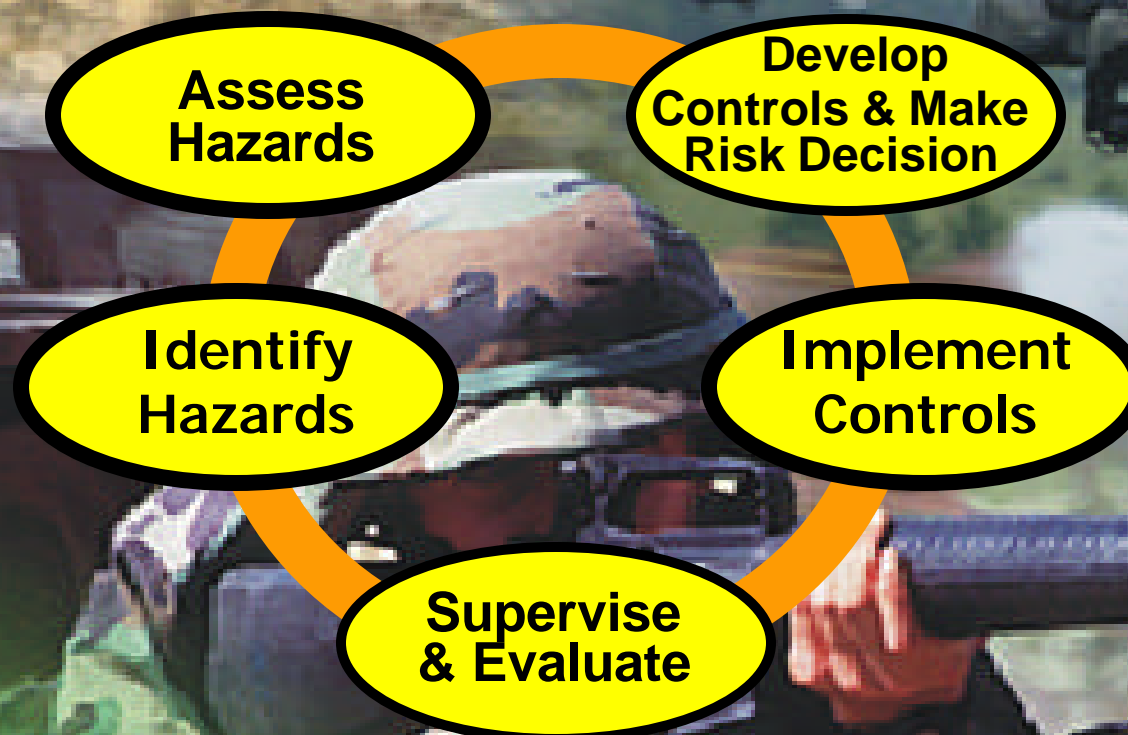 Assess
Hazards
Develop
Controls & Make
Risk Decision
Identify
Hazards
Implement
Controls
Supervise
& Evaluate